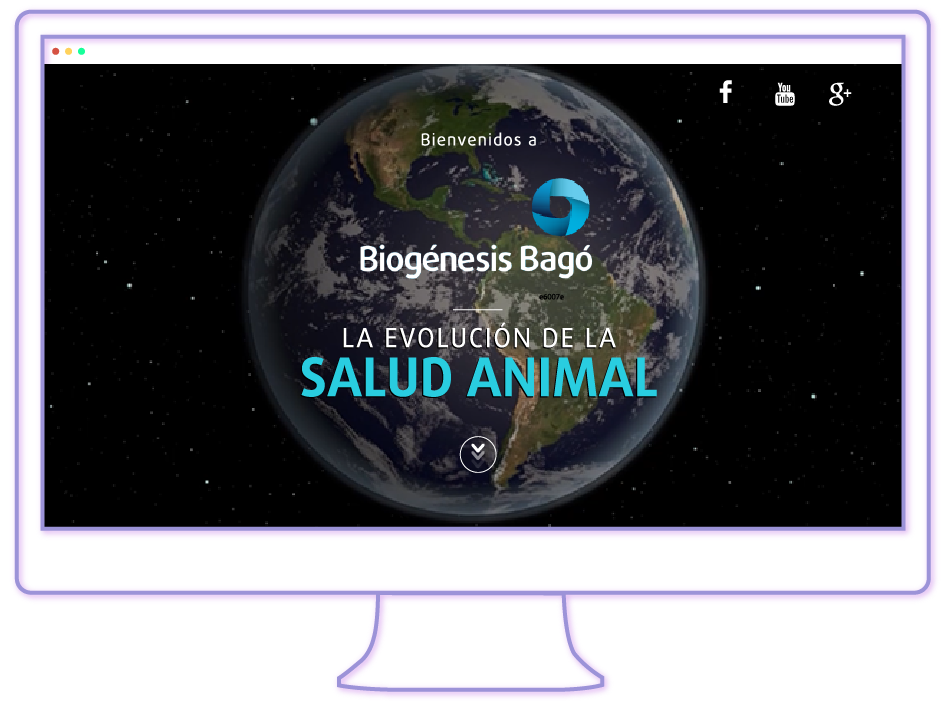 f
You
Tube
g+
Bienvenidos a
Biogénesis Bagó
e6007e
LA EVOLUCIÓN DE LA
SALUD ANIMAL